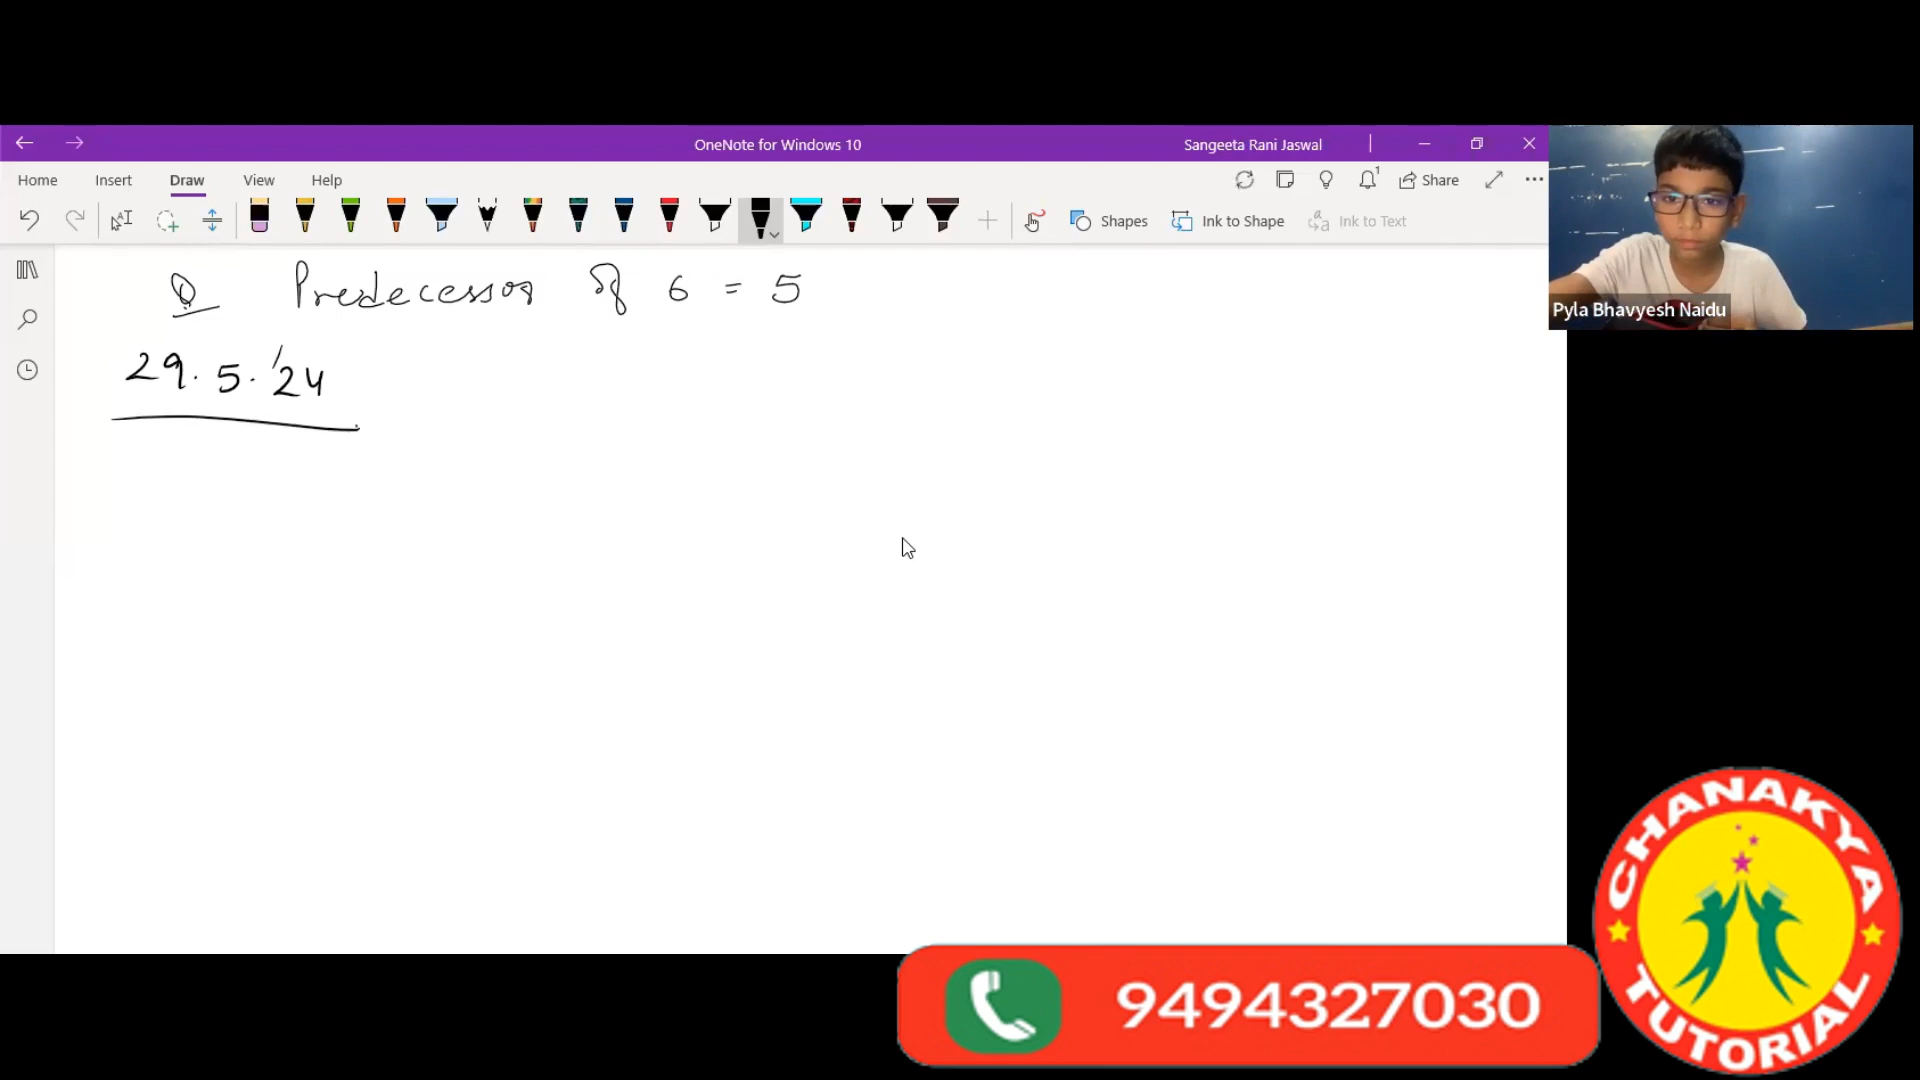 OneNote for Windows 10
Sangeeta Rani Jaswal
Home Insert Draw View Help
Share
Shapes Ink to Shape Ink to Text
Q Predecessor of 6 = 5
29. 5. '24
Pyla Bhavyesh Naidu
9494327030
CHANAKYA
TUTORIAL